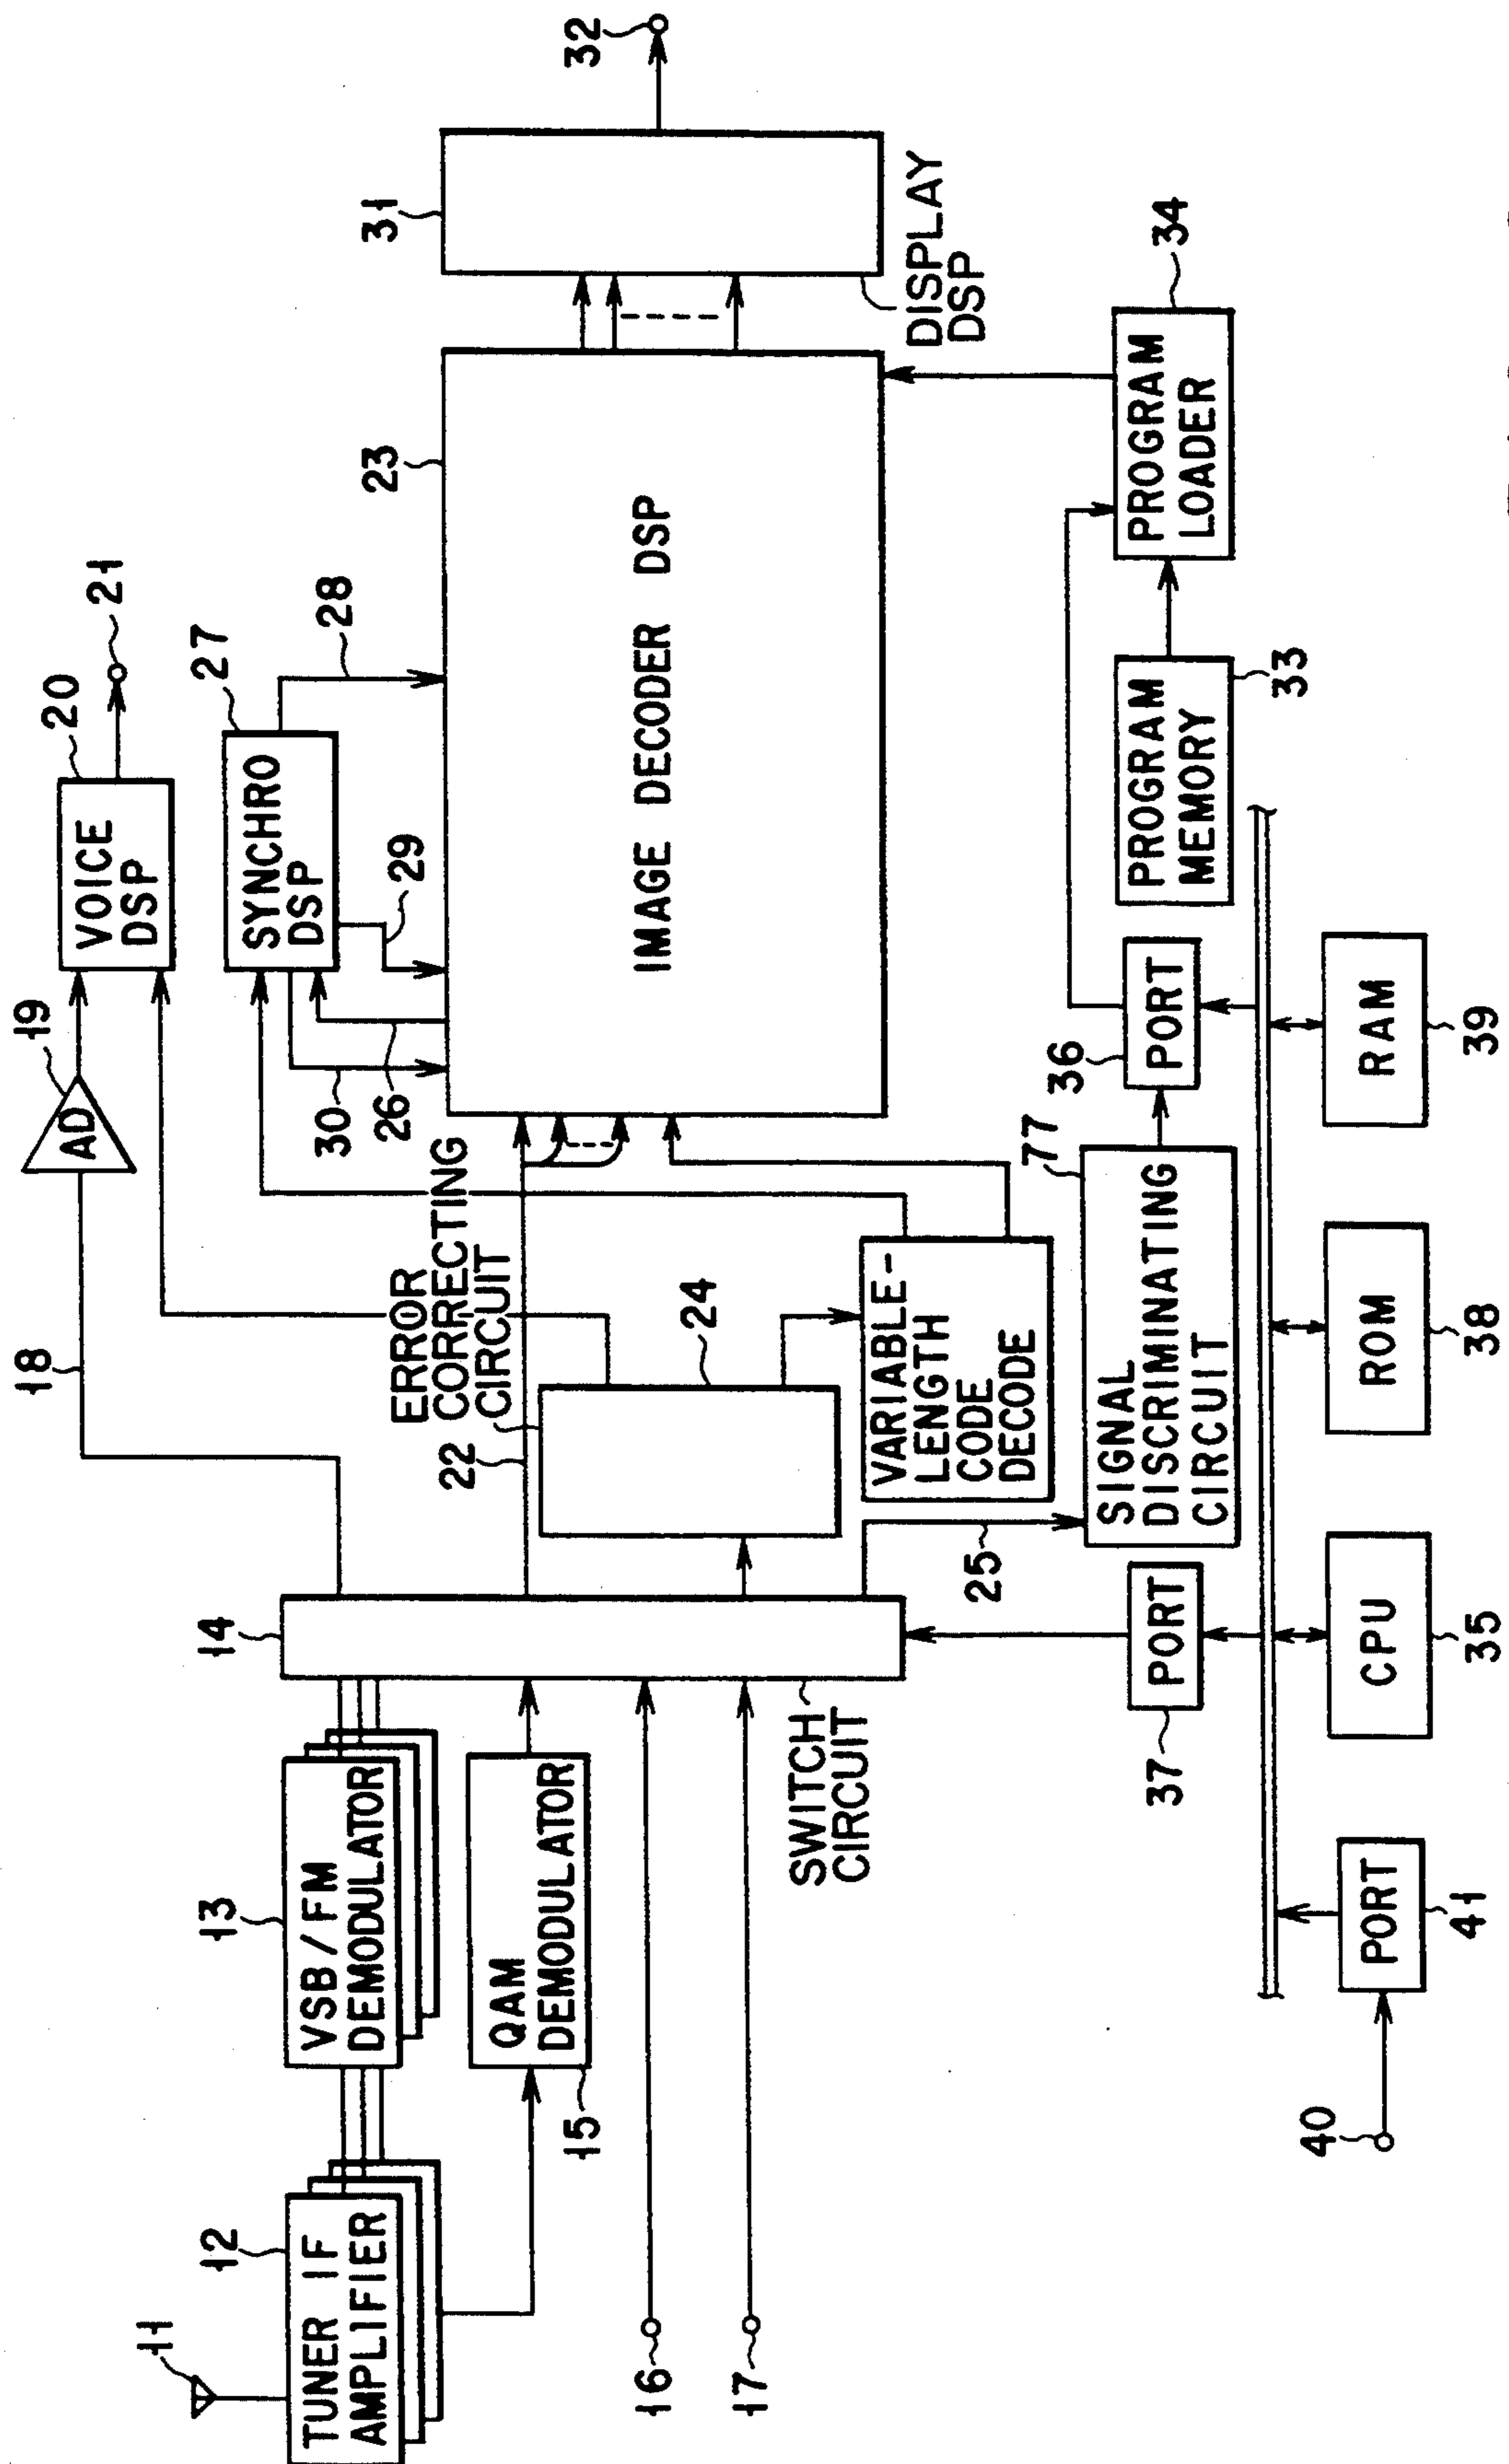 11
12
TUNER IF
AMPLIFIER
13
VSB/FM
DEMODULATOR
QAM
DEMODULATOR
15
16
17
14
SWITCH
CIRCUIT
18
19
AD
20
VOICE
DSP
21
22
ERROR
CORRECTING
CIRCUIT
24
VARIABLE-
LENGTH
CODE
DECODE
25
26
30
27
SYNCHRO
DSP
28
29
23
IMAGE DECODER DSP
31
DISPLAY
DSP
32
77
SIGNAL
DISCRIMINATING
CIRCUIT
37
PORT
36
PORT
PROGRAM
MEMORY
33
PROGRAM
LOADER
34
40
PORT
41
CPU
35
ROM
38
RAM
39